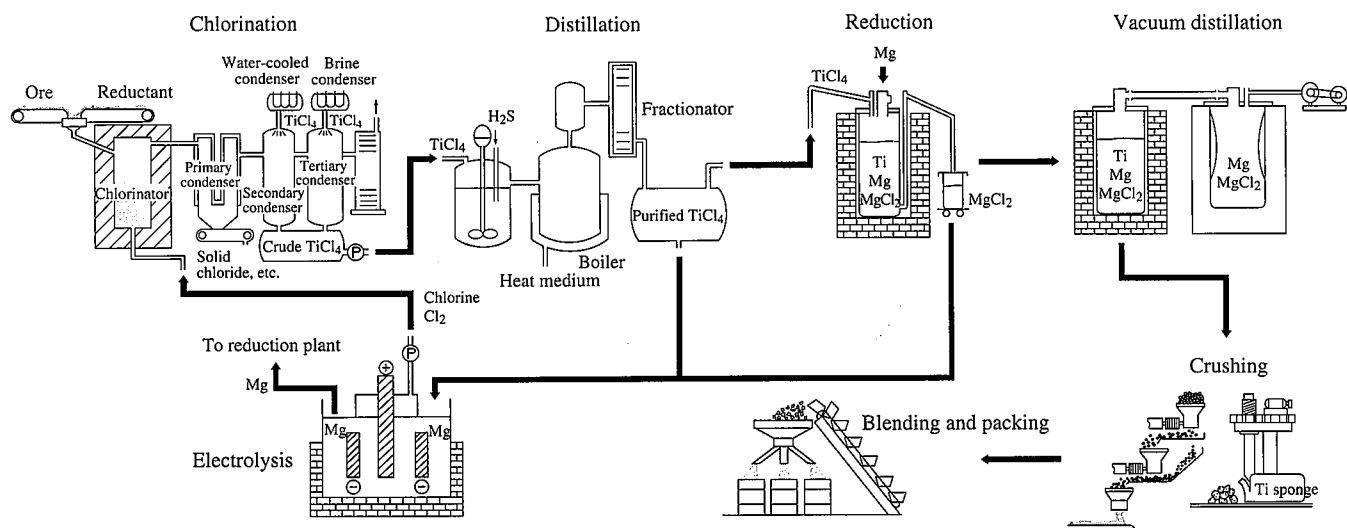 Chlorination
Water-cooled
condenser
Brine
condenser
Ore
Reductant
TiCl4
TiCl4
Chlorinator
Primary
condenser
Secondary
condenser
Tertiary
condenser
Crude TiCl4
P
Solid
chloride, etc.
Distillation
TiCl4
H2S
Fractionator
Purified TiCl4
Boiler
Heat medium
Reduction
Mg
TiCl4
Ti
Mg
MgCl2
MgCl2
Vacuum distillation
Ti
Mg
MgCl2
Mg
MgCl2
Chlorine
Cl2
P
To reduction plant
Mg
+
Mg
Mg
Electrolysis
−
−
Crushing
Ti sponge
Blending and packing